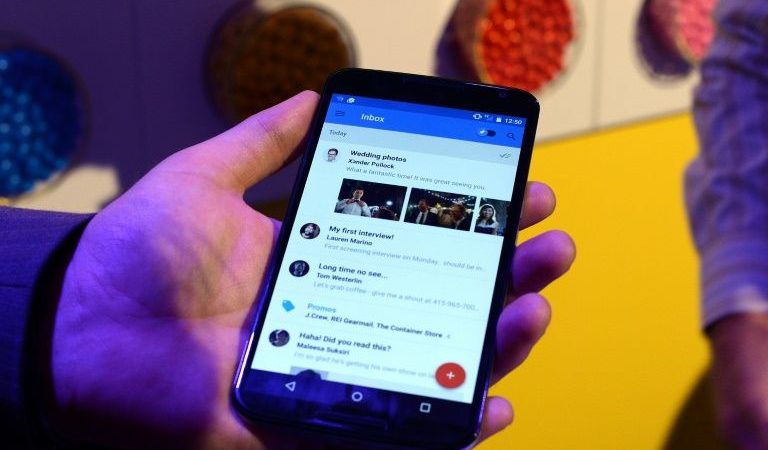 12:50
Inbox
Today
Wedding photos
Xander Pollock
What a fantastic time! It was great seeing you.
My first interview!
Lauren Marino
First screening interview on Monday.. should be in...
Long time no see...
Tom Westerlin
Let's grab coffee - give me a shout at 415-965-700...
Promos
J.Crew, REI Gearmail, The Container Store 4
Haha! Did you read this?
Maleesa Suksiri
I'm so glad he's getting his own show on la